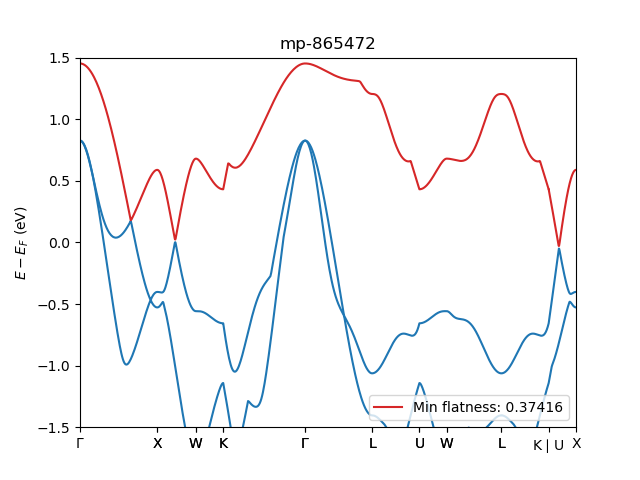 mp-865472
E − E_F (eV)
1.5
1.0
0.5
0.0
−0.5
−1.0
−1.5
Min flatness: 0.37416
Γ X W K Γ L U W L K | U X